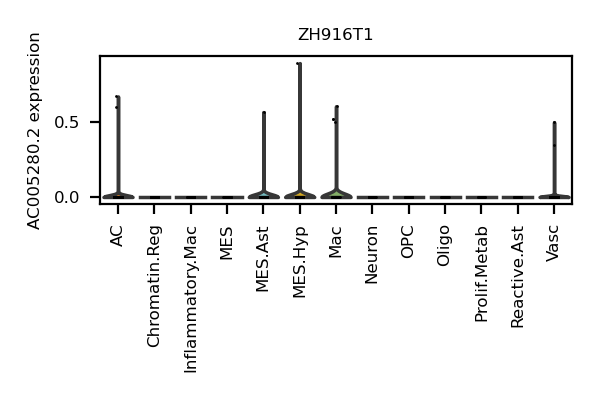 ZH916T1
AC005280.2 expression
0.5
0.0
AC
Chromatin.Reg
Inflammatory.Mac
MES
MES.Ast
MES.Hyp
Mac
Neuron
OPC
Oligo
Prolif.Metab
Reactive.Ast
Vasc